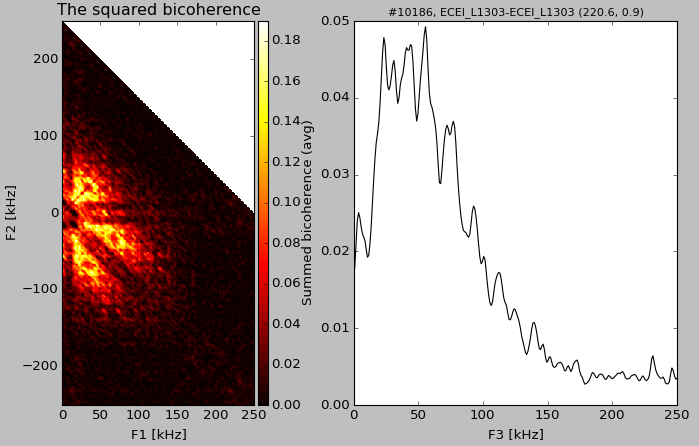 The squared bicoherence
#10186, ECEI_L1303-ECEI_L1303 (220.6, 0.9)
F2 [kHz]
200
100
0
−100
−200
0 50 100 150 200 250
F1 [kHz]
0.18
0.16
0.14
0.12
0.10
0.08
0.06
0.04
0.02
0.00
Summed bicoherence (avg)
0.05
0.04
0.03
0.02
0.01
0.00
0 50 100 150 200 250
F3 [kHz]